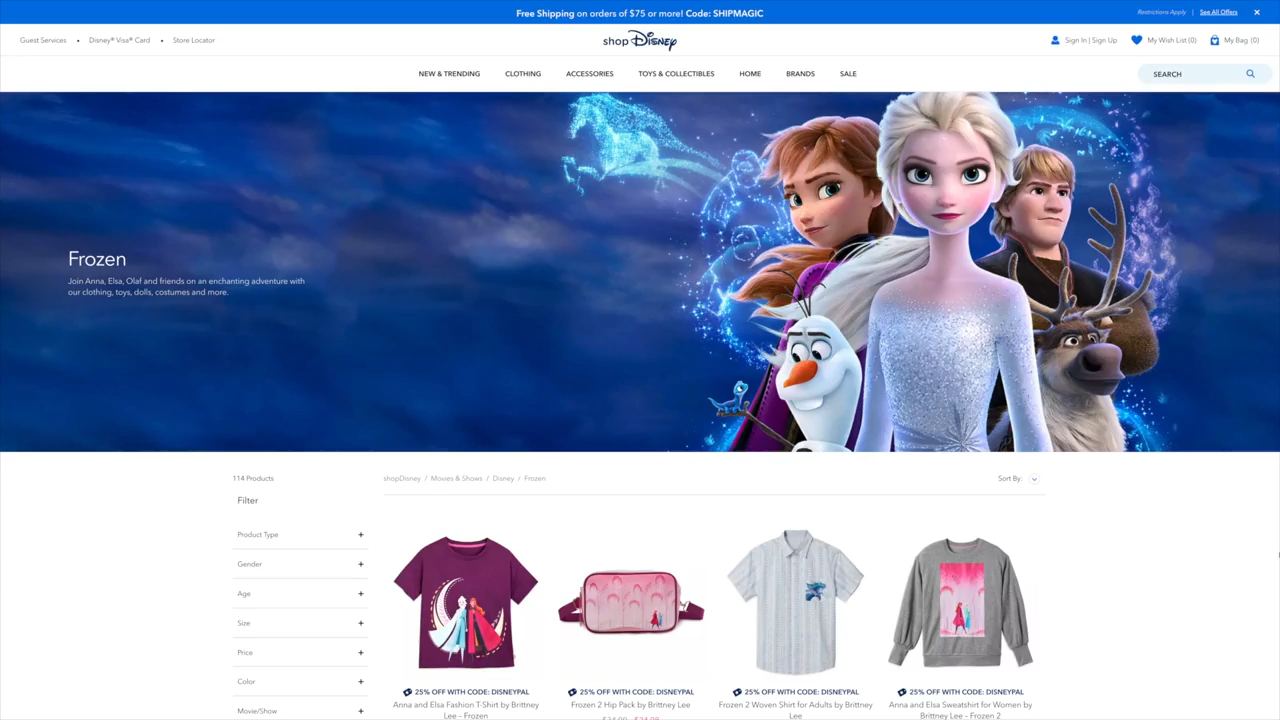 Free Shipping on orders of $75 or more! Code: SHIPMAGIC
Restrictions Apply | See All Offers
Guest Services • Disney® Visa® Card • Store Locator
shop Disney
Sign In | Sign Up
My Wish List (0)
My Bag (0)
NEW & TRENDING CLOTHING ACCESSORIES TOYS & COLLECTIBLES HOME BRANDS SALE
SEARCH
Frozen
Join Anna, Elsa, Olaf and friends on an enchanting adventure with
our clothing, toys, dolls, costumes and more.
114 Products
shopDisney / Movies & Shows / Disney / Frozen
Sort By:
Filter
Product Type +
Gender +
Age +
Size +
Price +
Color +
Movie/Show +
25% OFF WITH CODE: DISNEYPAL
Anna and Elsa Fashion T-Shirt by Brittney
Lee – Frozen
25% OFF WITH CODE: DISNEYPAL
Frozen 2 Hip Pack by Brittney Lee
25% OFF WITH CODE: DISNEYPAL
Frozen 2 Woven Shirt for Adults by Brittney
Lee
25% OFF WITH CODE: DISNEYPAL
Anna and Elsa Sweatshirt for Women by
Brittney Lee – Frozen 2